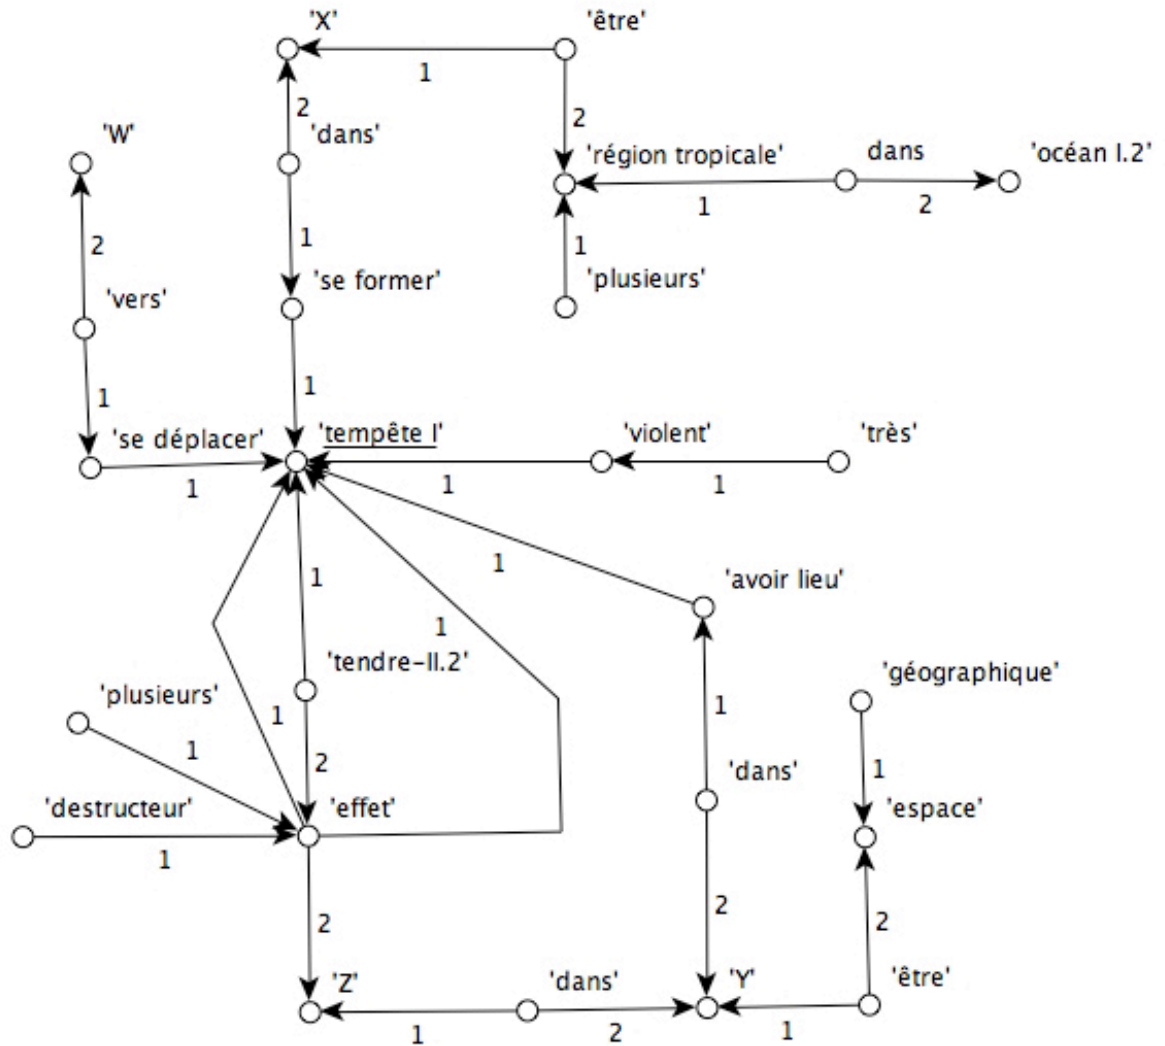 'X'
'être'
1
2
2
'W'
'dans'
'région tropicale'
dans
'océan I.2'
1
2
2
1
1
'vers'
'se former'
'plusieurs'
1
1
'se déplacer'
'tempête I'
'violent'
'très'
1
1
1
1
1
'avoir lieu'
1
'tendre-II.2'
'plusieurs'
'géographique'
1
1
1
2
'dans'
1
'destructeur'
'effet'
'espace'
1
2
2
2
'Z'
'dans'
'Y'
'être'
1
2
1